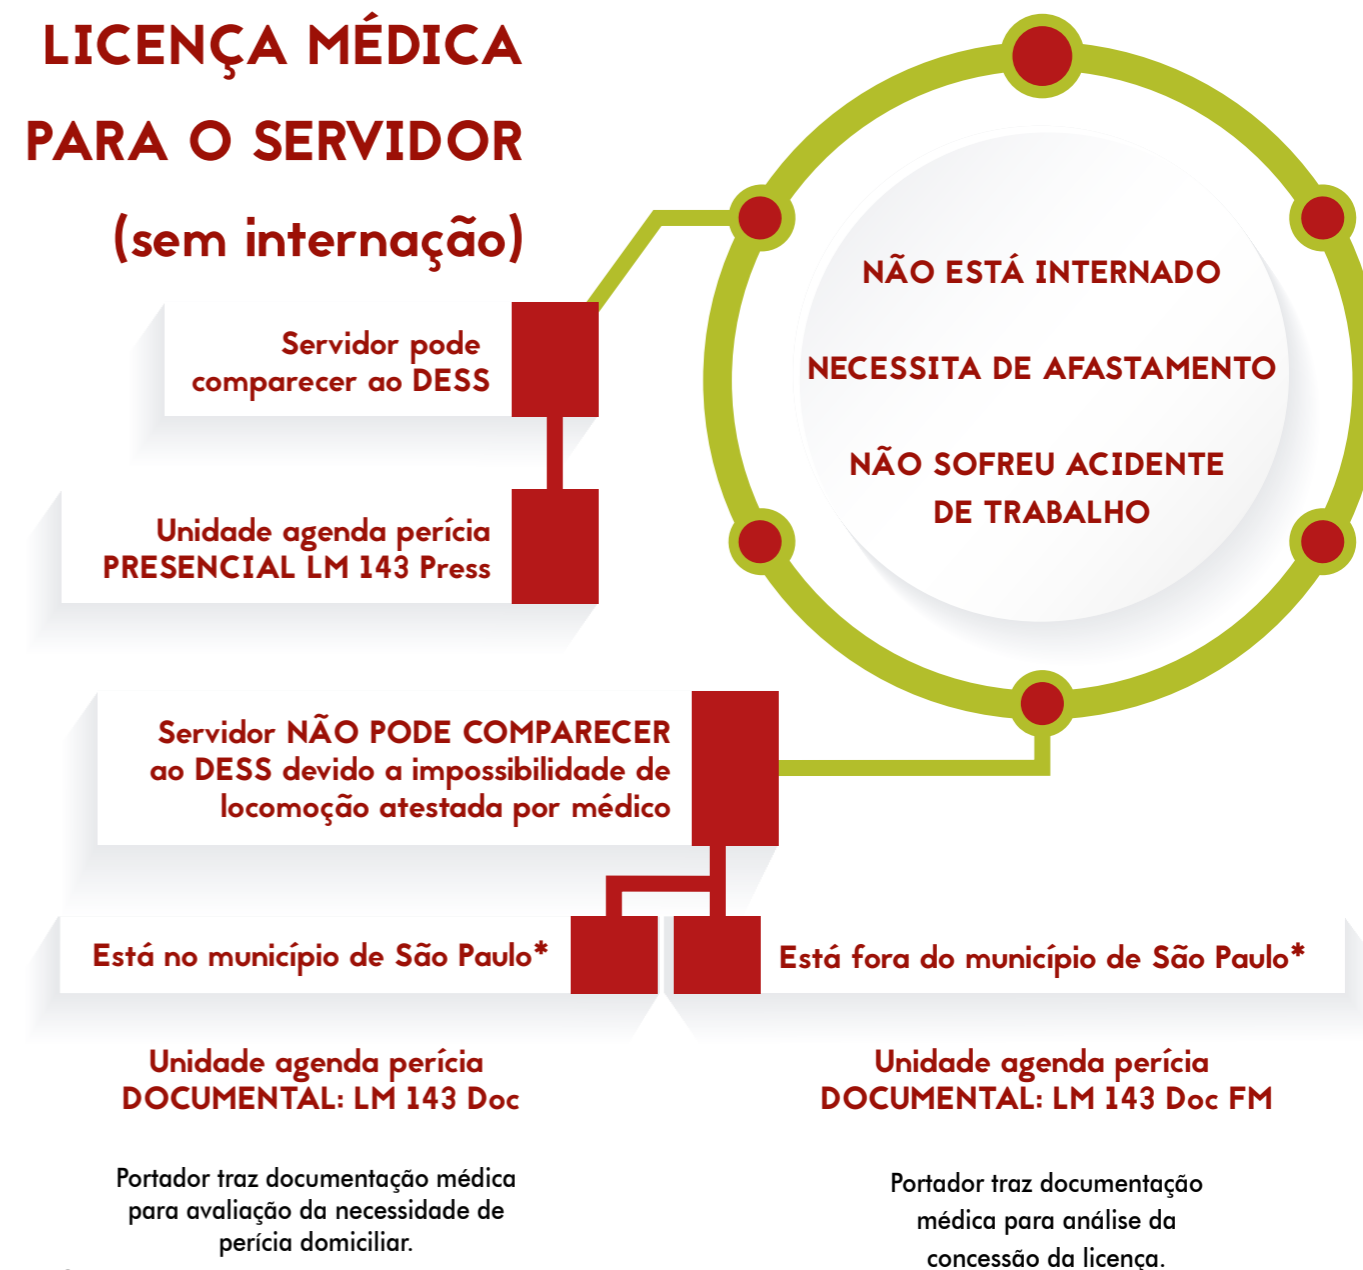 LICENÇA MÉDICA
PARA O SERVIDOR
(sem internação)
NÃO ESTÁ INTERNADO
NECESSITA DE AFASTAMENTO
NÃO SOFREU ACIDENTE
DE TRABALHO
Servidor pode
comparecer ao DESS
Unidade agenda perícia
PRESENCIAL LM 143 Press
Servidor NÃO PODE COMPARECER
ao DESS devido a impossibilidade de
locomoção atestada por médico
Está no município de São Paulo*
Está fora do município de São Paulo*
Unidade agenda perícia
DOCUMENTAL: LM 143 Doc
Portador traz documentação médica
para avaliação da necessidade de
perícia domiciliar.
Unidade agenda perícia
DOCUMENTAL: LM 143 Doc FM
Portador traz documentação
médica para análise da
concessão da licença.